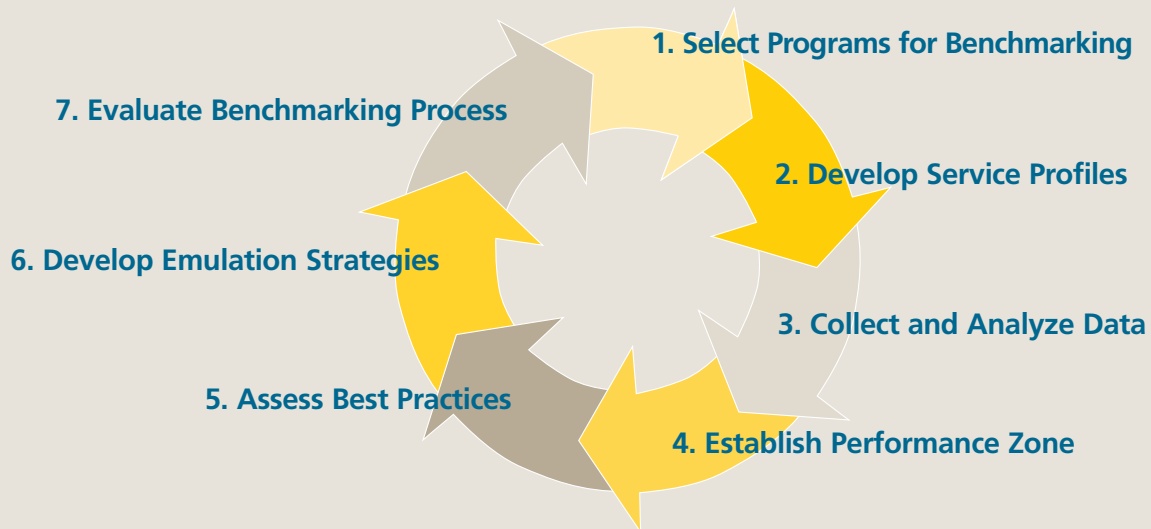 1. Select Programs for Benchmarking
2. Develop Service Profiles
3. Collect and Analyze Data
4. Establish Performance Zone
5. Assess Best Practices
6. Develop Emulation Strategies
7. Evaluate Benchmarking Process